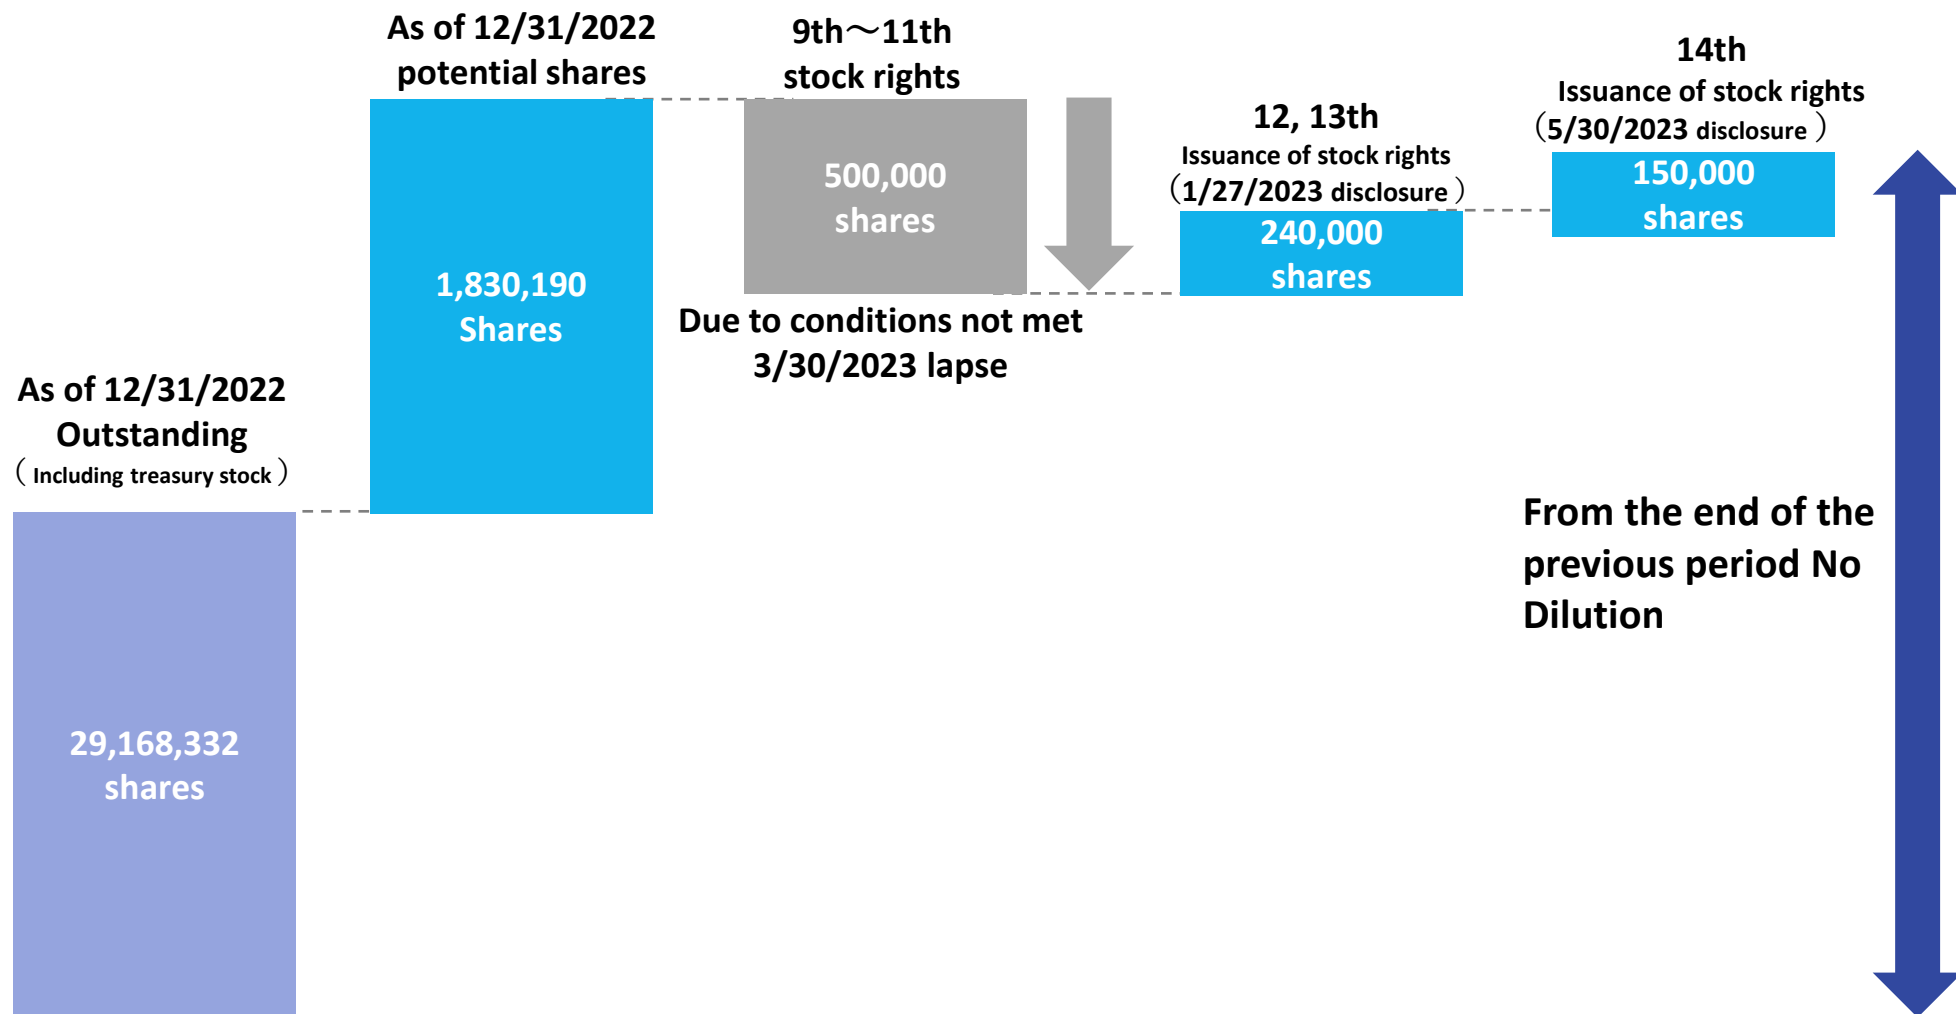 As of 12/31/2022
Outstanding
（ Including treasury stock ）
29,168,332
shares
As of 12/31/2022
potential shares
1,830,190
Shares
9th～11th
stock rights
500,000
shares
Due to conditions not met
3/30/2023 lapse
12, 13th
Issuance of stock rights
（1/27/2023 disclosure ）
240,000
shares
14th
Issuance of stock rights
（5/30/2023 disclosure ）
150,000
shares
From the end of the
previous period No
Dilution